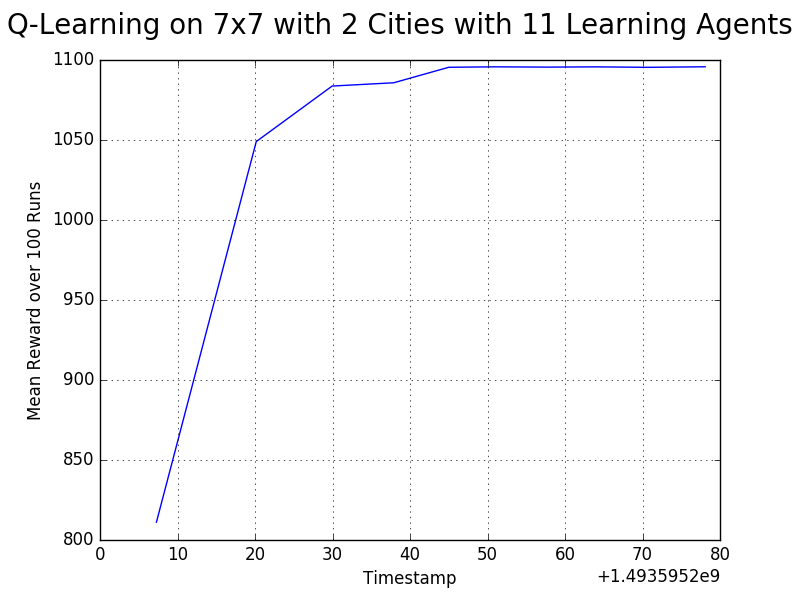 Q-Learning on 7x7 with 2 Cities with 11 Learning Agents
Mean Reward over 100 Runs
1100
1050
1000
950
900
850
800
0 10 20 30 40 50 60 70 80
Timestamp
+1.4935952e9